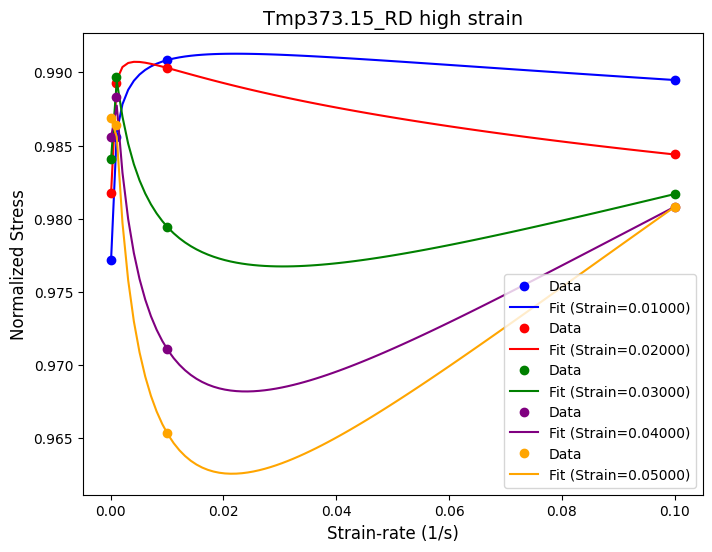 Tmp373.15_RD high strain
Normalized Stress
0.990
0.985
0.980
0.975
0.970
0.965
Data
Fit (Strain=0.01000)
Data
Fit (Strain=0.02000)
Data
Fit (Strain=0.03000)
Data
Fit (Strain=0.04000)
Data
Fit (Strain=0.05000)
0.00 0.02 0.04 0.06 0.08 0.10
Strain-rate (1/s)